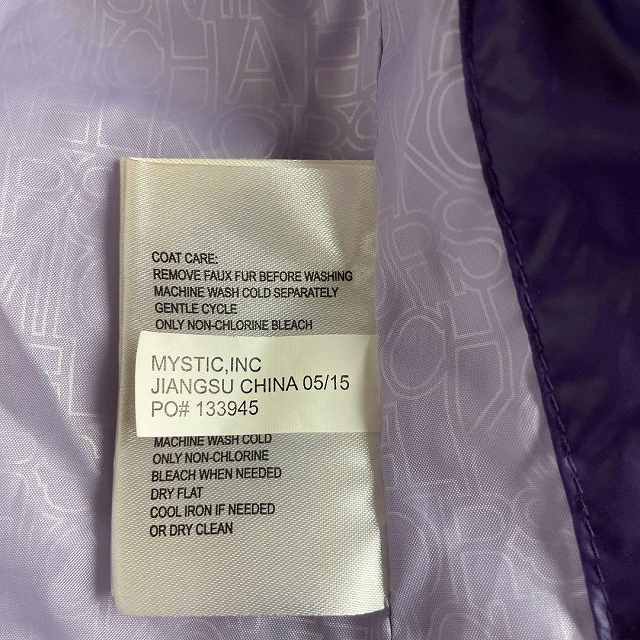 COAT CARE:
REMOVE FAUX FUR BEFORE WASHING
MACHINE WASH COLD SEPARATELY
GENTLE CYCLE
ONLY NON-CHLORINE BLEACH
MYSTIC,INC
JIANGSU CHINA 05/15
PO# 133945
MACHINE WASH COLD
ONLY NON-CHLORINE
BLEACH WHEN NEEDED
DRY FLAT
COOL IRON IF NEEDED
OR DRY CLEAN